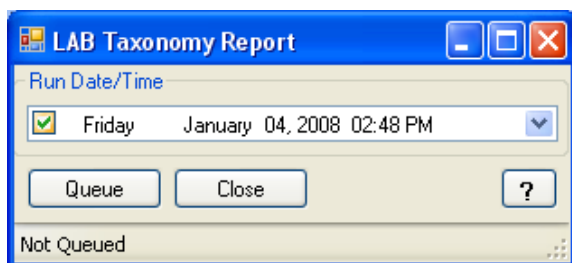 LAB Taxonomy Report
Run Date/Time
Friday January 04, 2008 02:48 PM
Queue Close ?
Not Queued